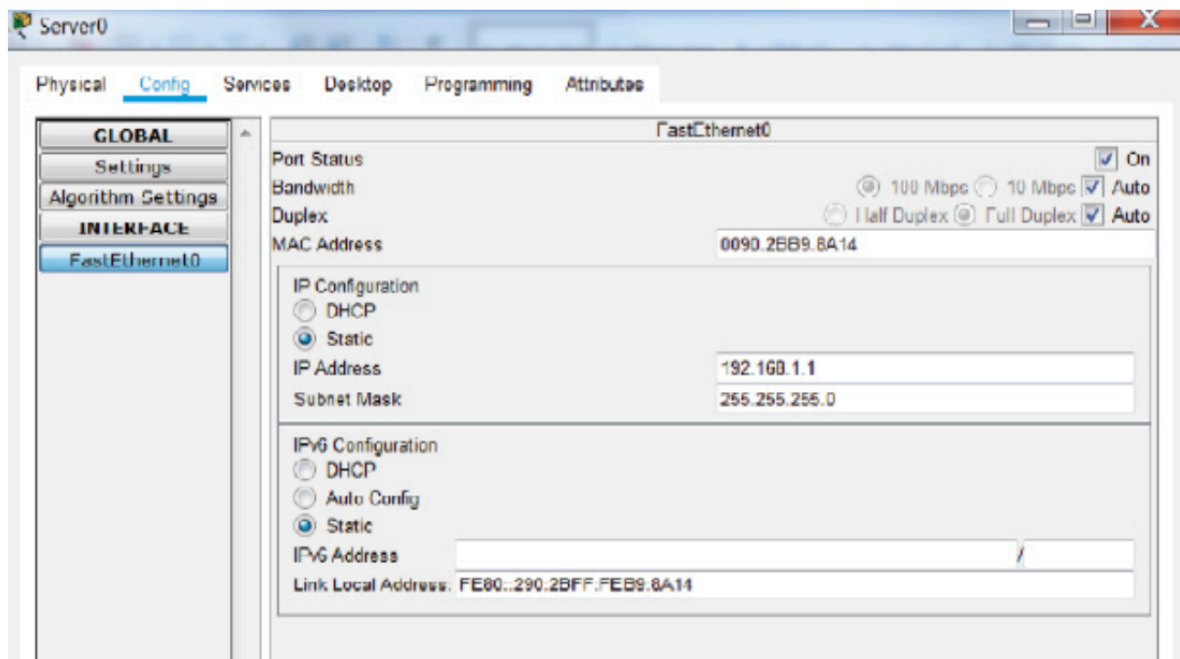 Server0
Physical Config Services Desktop Programming Attributes
GLOBAL
Settings
Algorithm Settings
INTERFACE
FastEthernet0
FastEthernet0
Port Status On
Bandwidth 100 Mbps 10 Mbps Auto
Duplex Half Duplex Full Duplex Auto
MAC Address 0090.2BB9.8A14
IP Configuration
DHCP
Static
IP Address 192.168.1.1
Subnet Mask 255.255.255.0
IPv6 Configuration
DHCP
Auto Config
Static
IPv6 Address /
Link Local Address: FE80::290:2BFF:FEB9:8A14